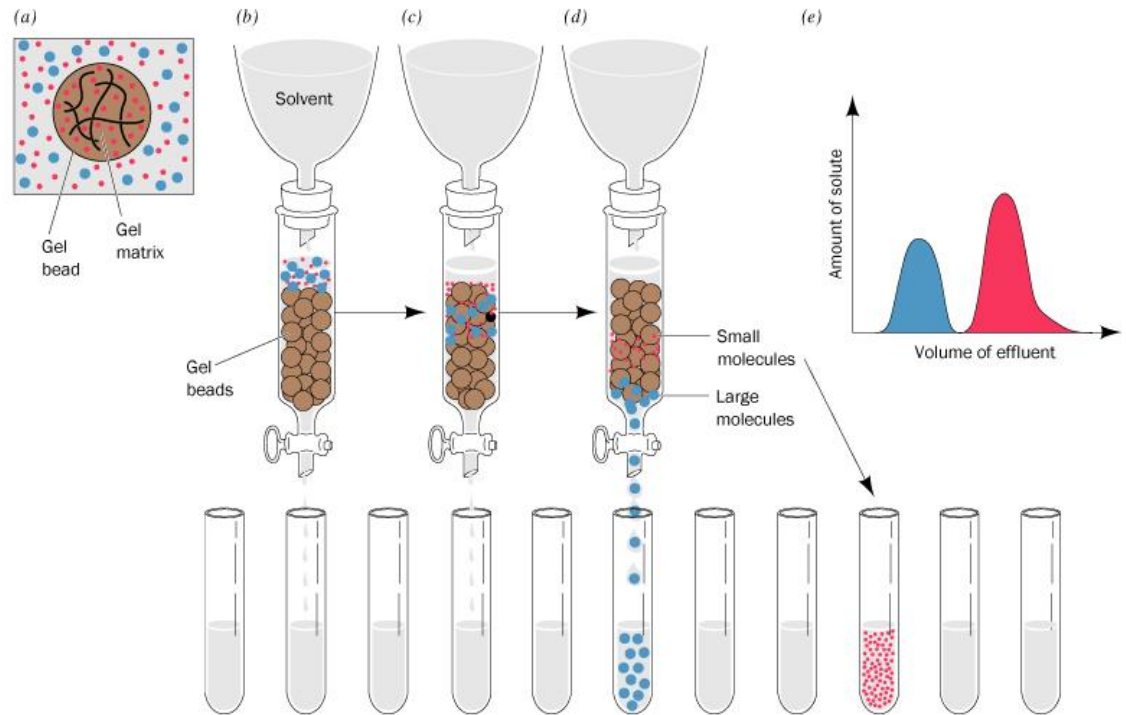 (a)
(b)
(c)
(d)
(e)
Solvent
Gel
bead
Gel
matrix
Gel
beads
Small
molecules
Large
molecules
Amount of solute
Volume of effluent